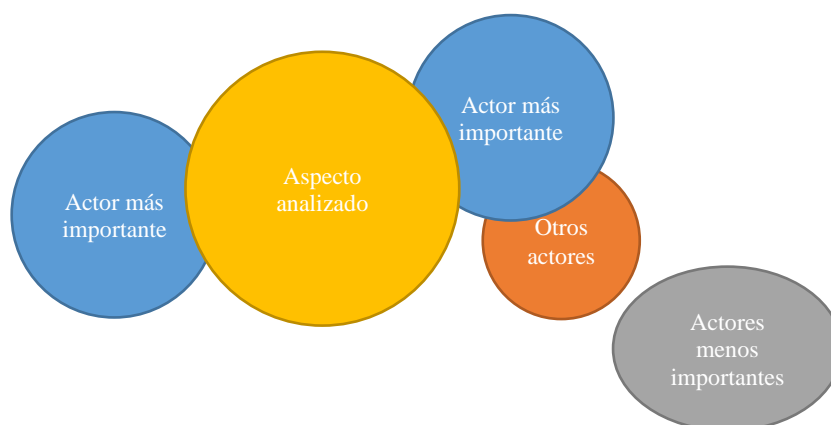 Actor más
importante
Aspecto
analizado
Actor más
importante
Otros
actores
Actores
menos
importantes